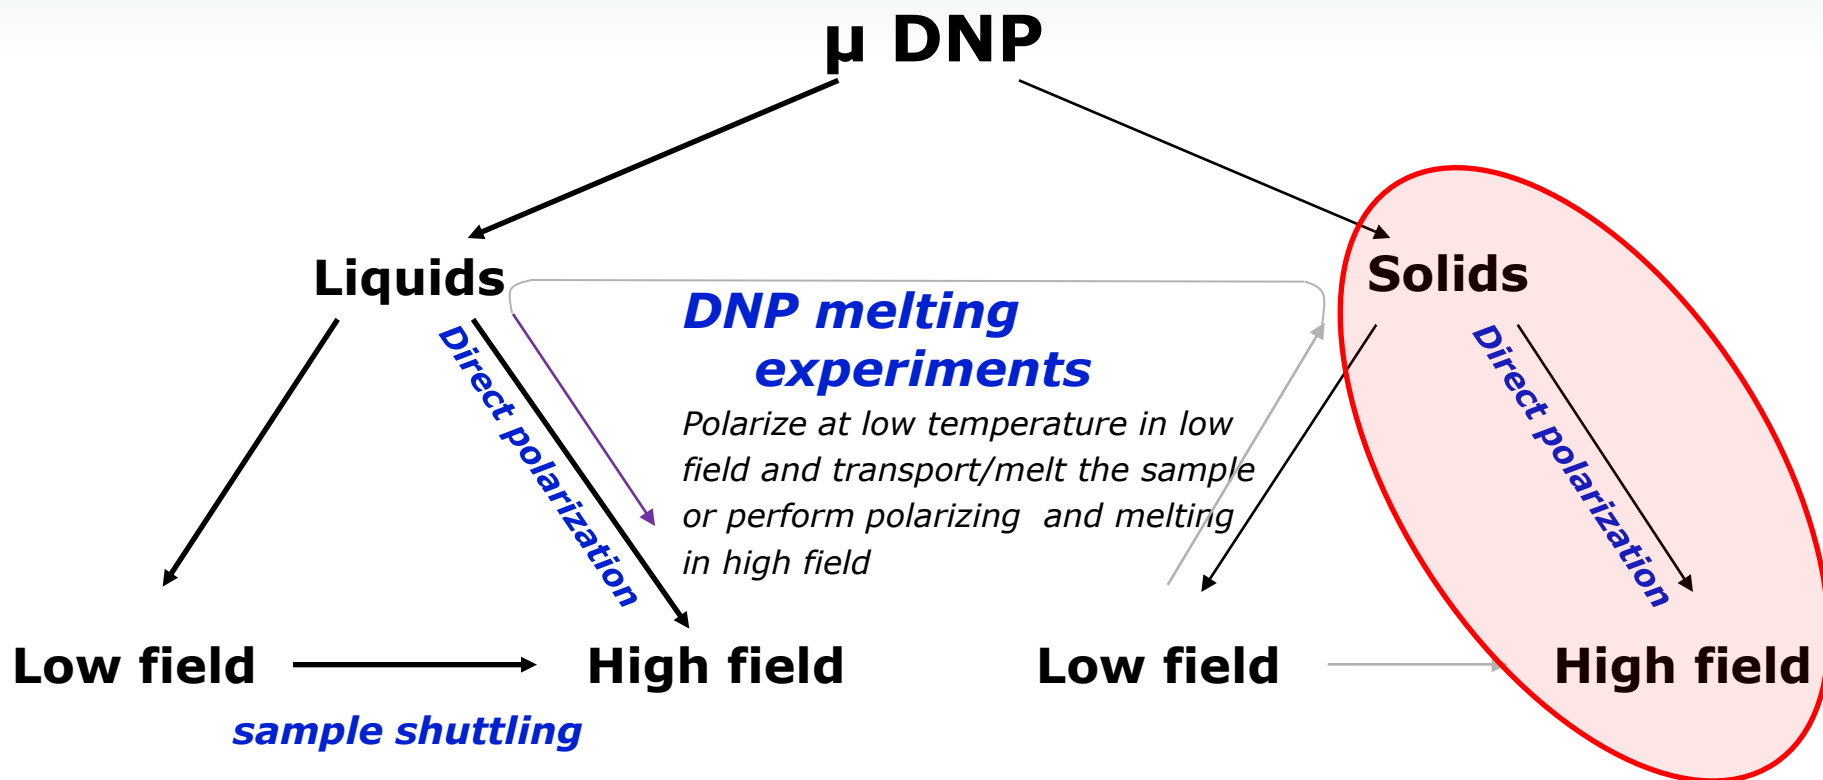 μ DNP
Liquids
Solids
DNP melting
experiments
Polarize at low temperature in low
field and transport/melt the sample
or perform polarizing  and melting
in high field
Direct polarization
Direct polarization
Low field
High field
Low field
High field
sample shuttling